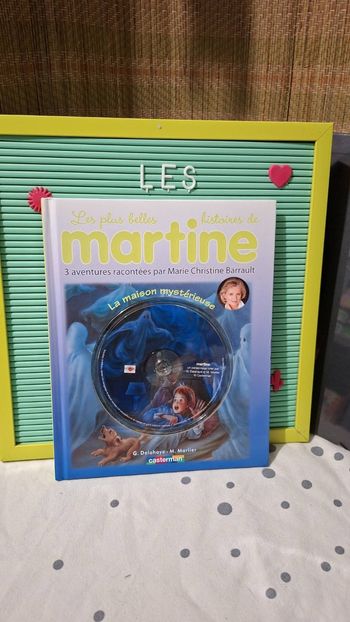 LES
Les plus belles histoires de
martine
3 aventures racontées par Marie Christine Barrault
La maison mystérieuse
martine
G. Delahaye - M. Marlier
casterman